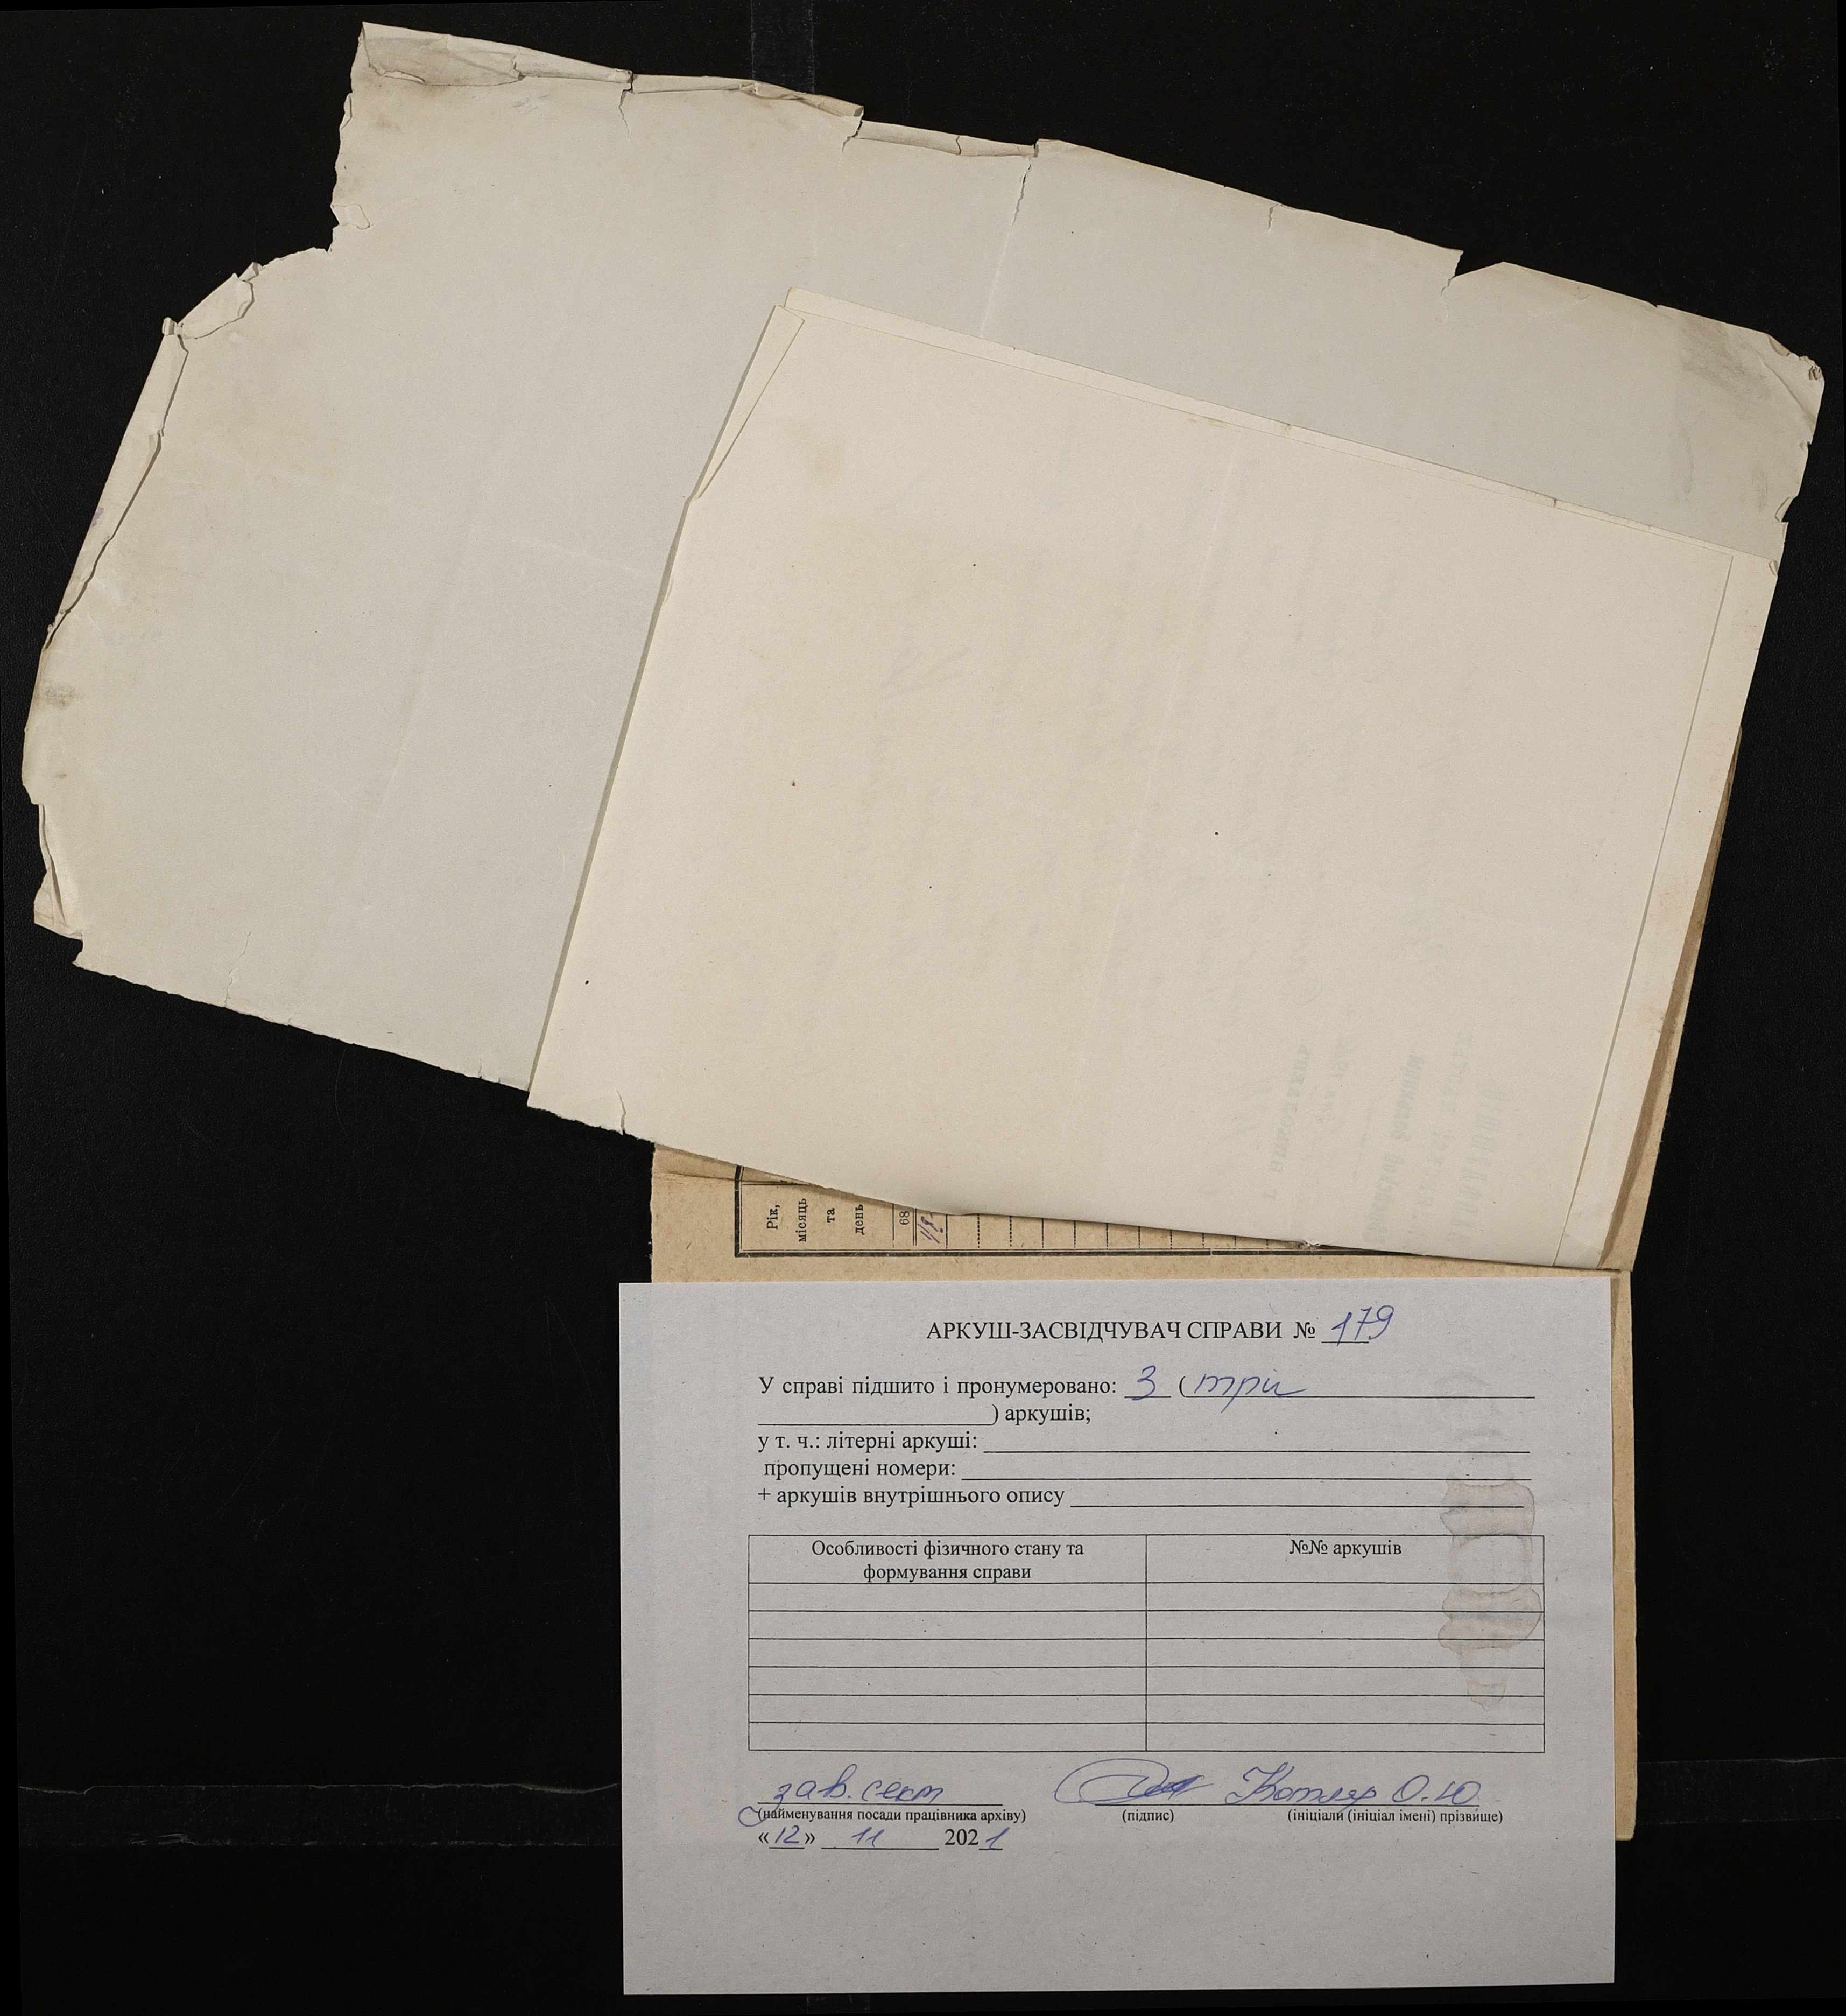 Рік,
місяць
та
день
68
АРКУШ-ЗАСВІДЧУВАЧ СПРАВИ № 179
У справі підшито і пронумеровано: 3 ( три
) аркушів;
у т. ч.: літерні аркуші:
пропущені номери:
+ аркушів внутрішнього опису
Особливості фізичного стану та №№ аркушів
формування справи
зав. сект Котляр О.Ю.
(найменування посади працівника архіву) (підпис) (ініціали (ініціал імені) прізвище)
«12» 11 2021